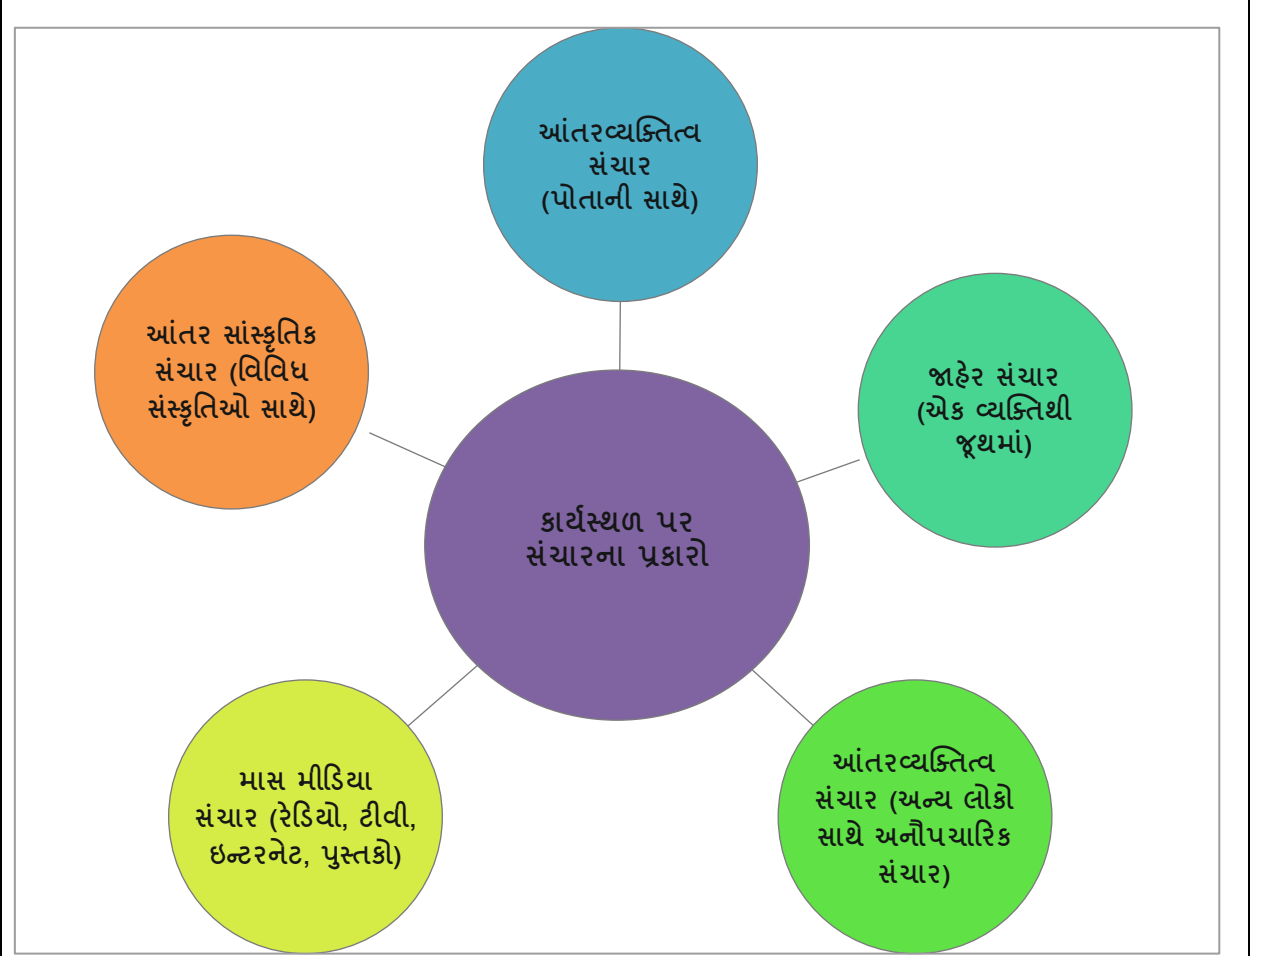 આંતરવ્યક્તિત્વ
સંચાર
(પોતાની સાથે)
આંતર સાંસ્કૃતિક
સંચાર (વિવિધ
સંસ્કૃતિઓ સાથે)
જાહેર સંચાર
(એક વ્યક્તિથી
જૂથમાં)
કાર્યસ્થળ પર
સંચારના પ્રકારો
માસ મીડિયા
સંચાર (રેડિયો, ટીવી,
ઇન્ટરનેટ, પુસ્તકો)
આંતરવ્યક્તિત્વ
સંચાર (અન્ય લોકો
સાથે અનૌપચારિક
સંચાર)